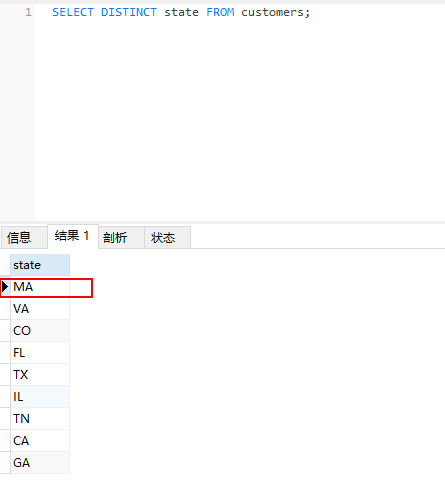 1 SELECT DISTINCT state FROM customers;
信息 结果 1 剖析 状态
state
MA
VA
CO
FL
TX
IL
TN
CA
GA